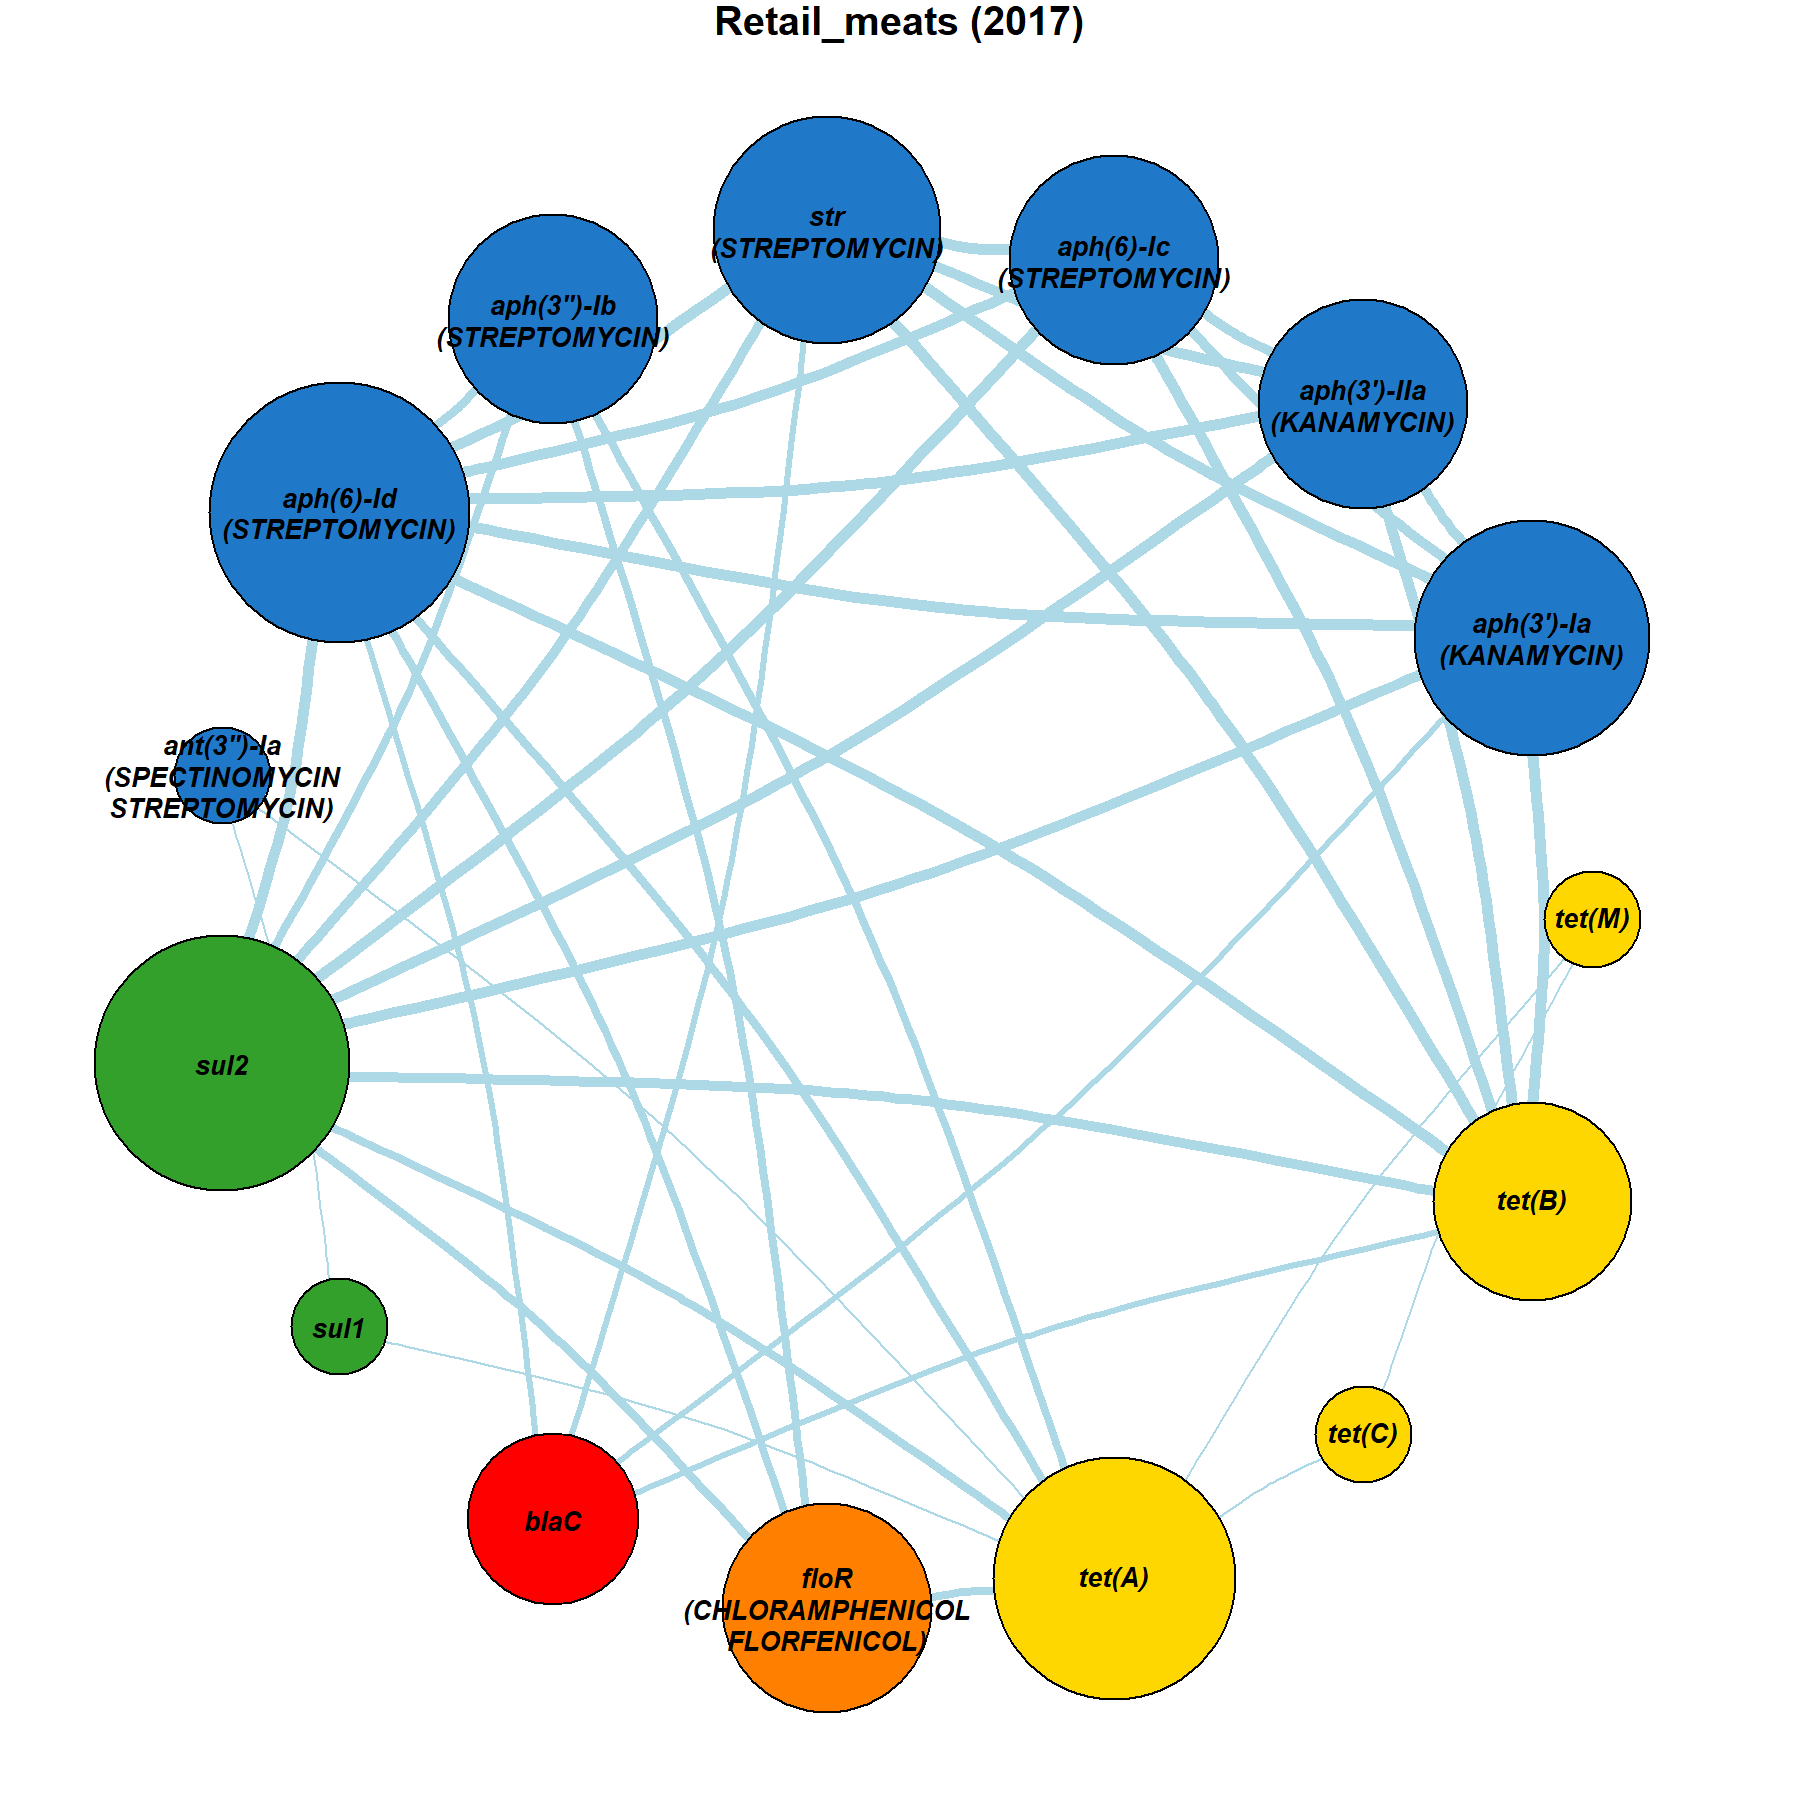 Retail_meats (2017)
str
(STREPTOMYCIN)
aph(6)-Ic
(STREPTOMYCIN)
aph(3'')-Ib
(STREPTOMYCIN)
aph(3')-IIa
(KANAMYCIN)
aph(6)-Id
(STREPTOMYCIN)
aph(3')-Ia
(KANAMYCIN)
ant(3'')-Ia
(SPECTINOMYCIN
STREPTOMYCIN)
tet(M)
sul2
tet(B)
sul1
tet(C)
blaC
floR
(CHLORAMPHENICOL
FLORFENICOL)
tet(A)